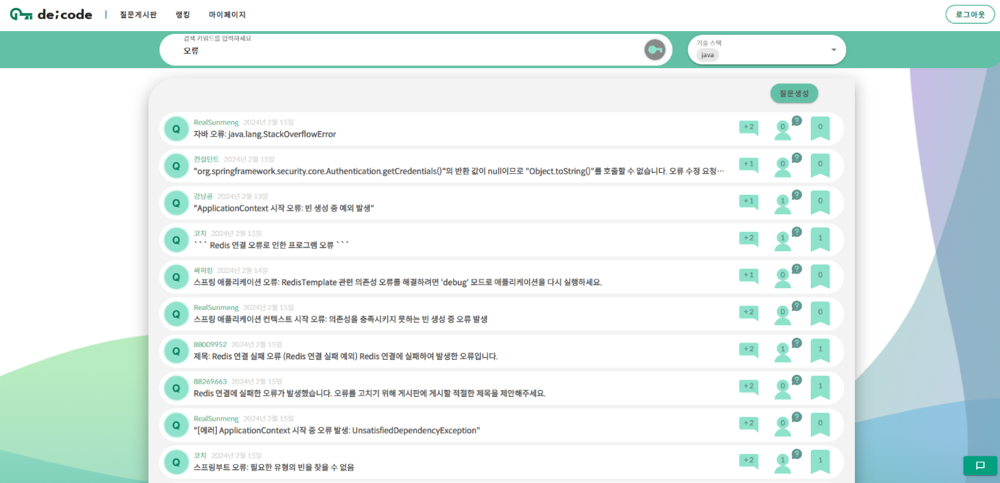 de;code | 질문게시판 랭킹 마이페이지 로그아웃
검색 키워드를 입력하세요
오류
기술 스택
java
질문생성
Q RealSunmeng 2024년 2월 15일
자바 오류: java.lang.StackOverflowError
+2 0 ? 0
Q 컨설턴트 2024년 2월 15일
"org.springframework.security.core.Authentication.getCredentials()"의 반환 값이 null이므로 "Object.toString()"를 호출할 수 없습니다. 오류 수정 요청…
+1 0 ? 0
Q 강낭콩 2024년 2월 13일
"ApplicationContext 시작 오류: 빈 생성 중 예외 발생"
+1 1 ? 0
Q 코치 2024년 2월 15일
``` Redis 연결 오류로 인한 프로그램 오류 ```
+2 1 ? 1
Q 싸피킹 2024년 2월 14일
스프링 애플리케이션 오류: RedisTemplate 관련 의존성 오류를 해결하려면 'debug' 모드로 애플리케이션을 다시 실행하세요.
+1 0 ? 0
Q RealSunmeng 2024년 2월 15일
스프링 애플리케이션 컨텍스트 시작 오류: 의존성을 충족시키지 못하는 빈 생성 중 오류 발생
+2 0 ? 0
Q 88009952 2024년 2월 15일
제목: Redis 연결 실패 오류 (Redis 연결 실패 예외) Redis 연결에 실패하여 발생한 오류입니다.
+2 1 ? 1
Q 88269663 2024년 2월 15일
Redis 연결에 실패한 오류가 발생했습니다. 오류를 고치기 위해 게시판에 게시할 적절한 제목을 제안해주세요.
+2 0 ? 1
Q RealSunmeng 2024년 2월 15일
"[에러] ApplicationContext 시작 중 오류 발생: UnsatisfiedDependencyException"
+2 0 ? 0
Q 코치 2024년 2월 15일
스프링부트 오류: 필요한 유형의 빈을 찾을 수 없음
+2 1 ? 1